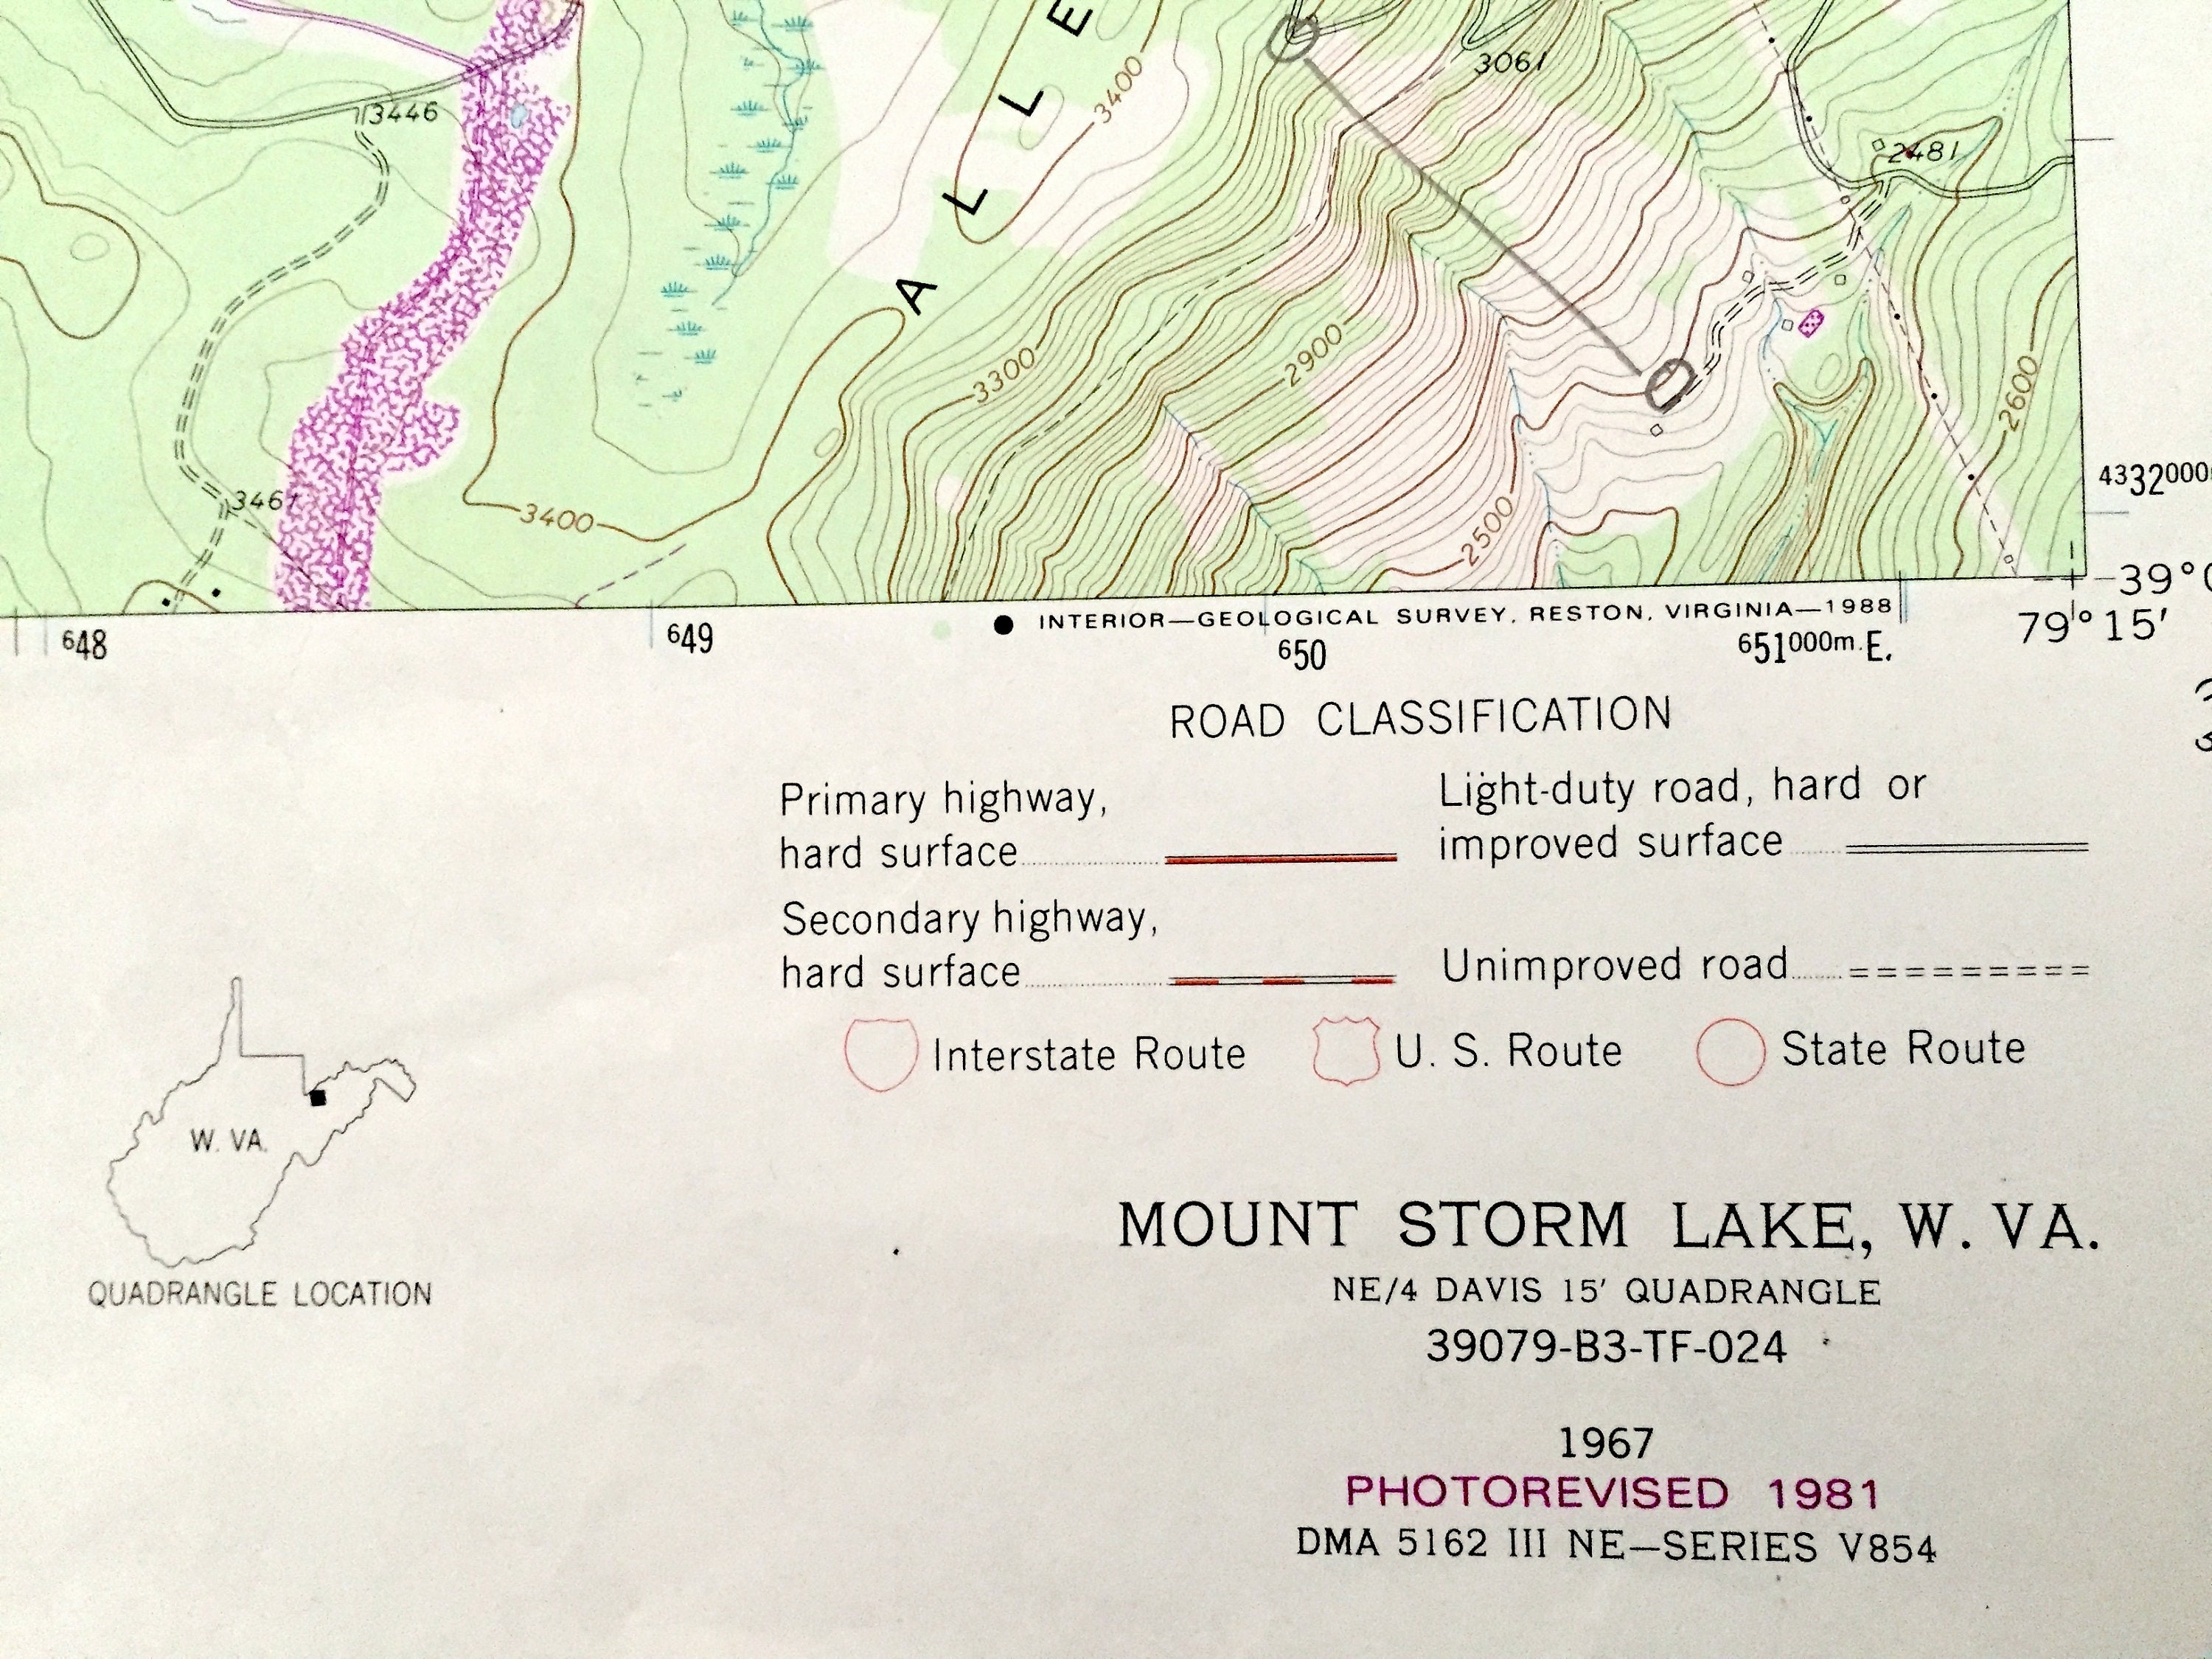 E
L
L
A
3400
3061
3446
2481
3300
2900
2600
3461
3400
2500
4332000
39°
79° 15′
INTERIOR—GEOLOGICAL SURVEY, RESTON, VIRGINIA—1988
648
649
650
651000m. E.
ROAD CLASSIFICATION
Primary highway,
hard surface
Light-duty road, hard or
improved surface
Secondary highway,
hard surface
Unimproved road
Interstate Route
U. S. Route
State Route
W. VA.
QUADRANGLE LOCATION
MOUNT STORM LAKE, W. VA.
NE/4 DAVIS 15′ QUADRANGLE
39079-B3-TF-024
1967
PHOTOREVISED 1981
DMA 5162 III NE—SERIES V854